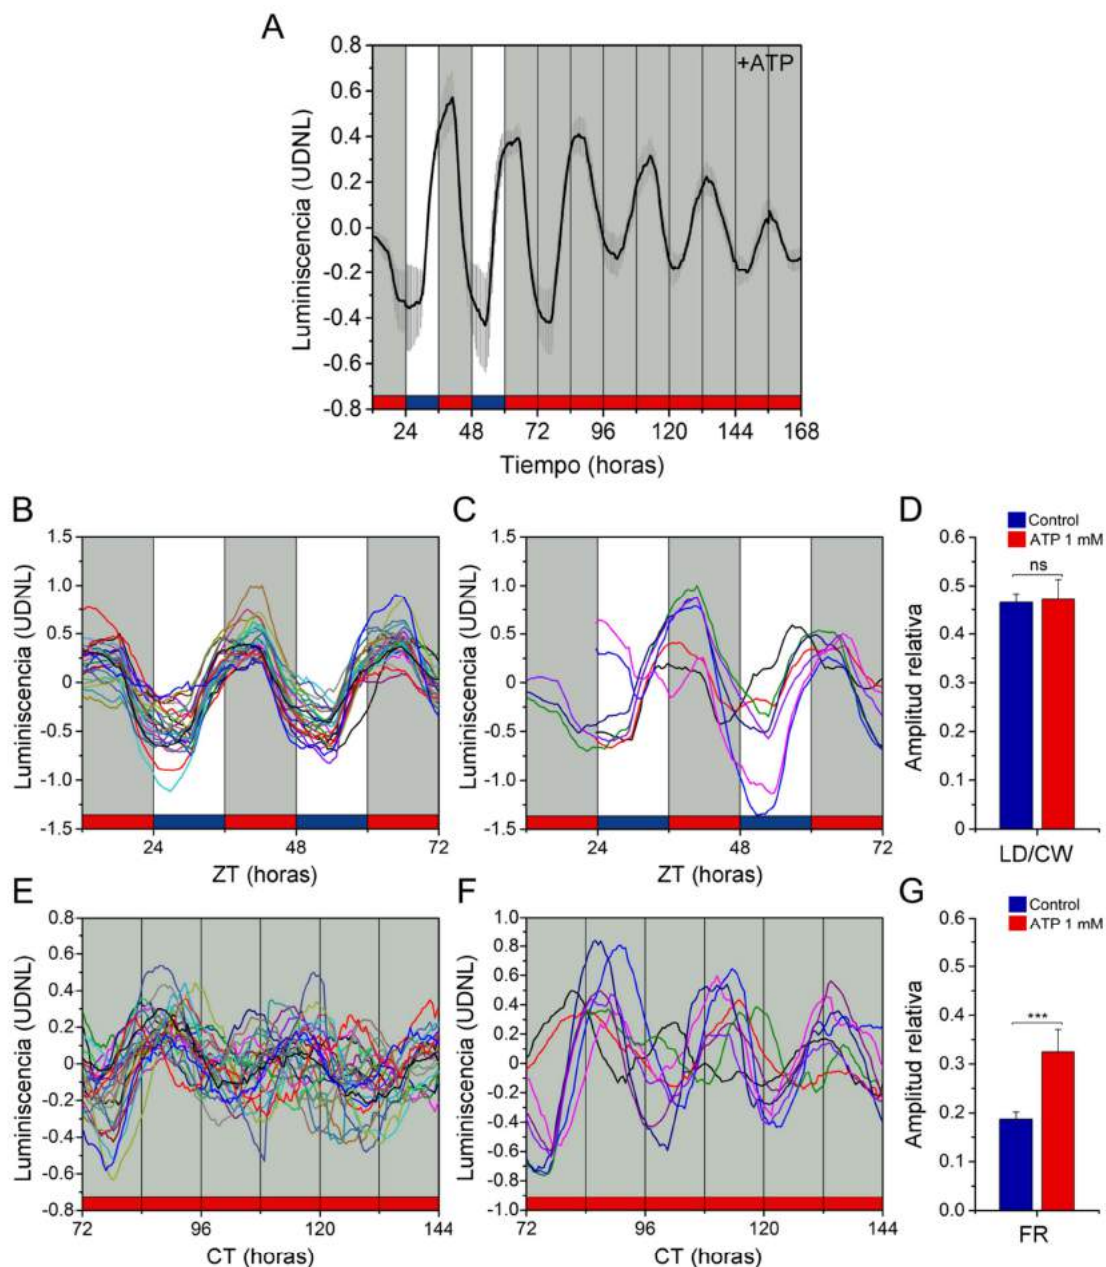 A
+ATP
Luminiscencia (UDNL)
0.8
0.6
0.4
0.2
0.0
-0.2
-0.4
-0.6
-0.8
24 48 72 96 120 144 168
Tiempo (horas)
B
Luminiscencia (UDNL)
1.5
1.0
0.5
0
-0.5
-1.0
-1.5
24 48 72
ZT (horas)
C
Luminiscencia (UDNL)
1.5
1.0
0.5
0
-0.5
-1.0
-1.5
24 48 72
ZT (horas)
D
Control
ATP 1 mM
Amplitud relativa
0.6
0.5
0.4
0.3
0.2
0.1
0
ns
LD/CW
E
Luminiscencia (UDNL)
0.8
0.6
0.4
0.2
0
-0.2
-0.4
-0.6
-0.8
72 96 120 144
CT (horas)
F
Luminiscencia (UDNL)
1.0
0.8
0.6
0.4
0.2
0
-0.2
-0.4
-0.6
-0.8
-1.0
72 96 120 144
CT (horas)
G
Control
ATP 1 mM
Amplitud relativa
0.6
0.5
0.4
0.3
0.2
0.1
0.0
***
FR